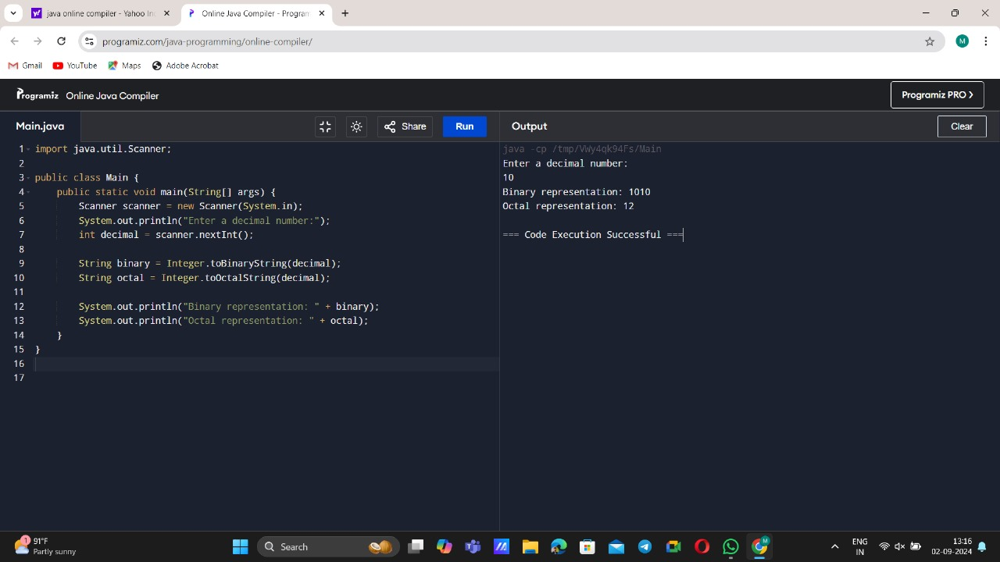 java online compiler - Yahoo In
Online Java Compiler - Program
programiz.com/java-programming/online-compiler/
M
Gmail
YouTube
Maps
Adobe Acrobat
Programiz
Online Java Compiler
Programiz PRO >
Main.java
Share
Run
Output
Clear
1 import java.util.Scanner;
2
3 public class Main {
4 public static void main(String[] args) {
5 Scanner scanner = new Scanner(System.in);
6 System.out.println("Enter a decimal number:");
7 int decimal = scanner.nextInt();
8
9 String binary = Integer.toBinaryString(decimal);
10 String octal = Integer.toOctalString(decimal);
11
12 System.out.println("Binary representation: " + binary);
13 System.out.println("Octal representation: " + octal);
14 }
15 }
16
17
java -cp /tmp/VWy4qk94Fs/Main
Enter a decimal number:
10
Binary representation: 1010
Octal representation: 12
=== Code Execution Successful ===
1
91°F
Partly sunny
Search
M
ENG
IN
13:16
02-09-2024